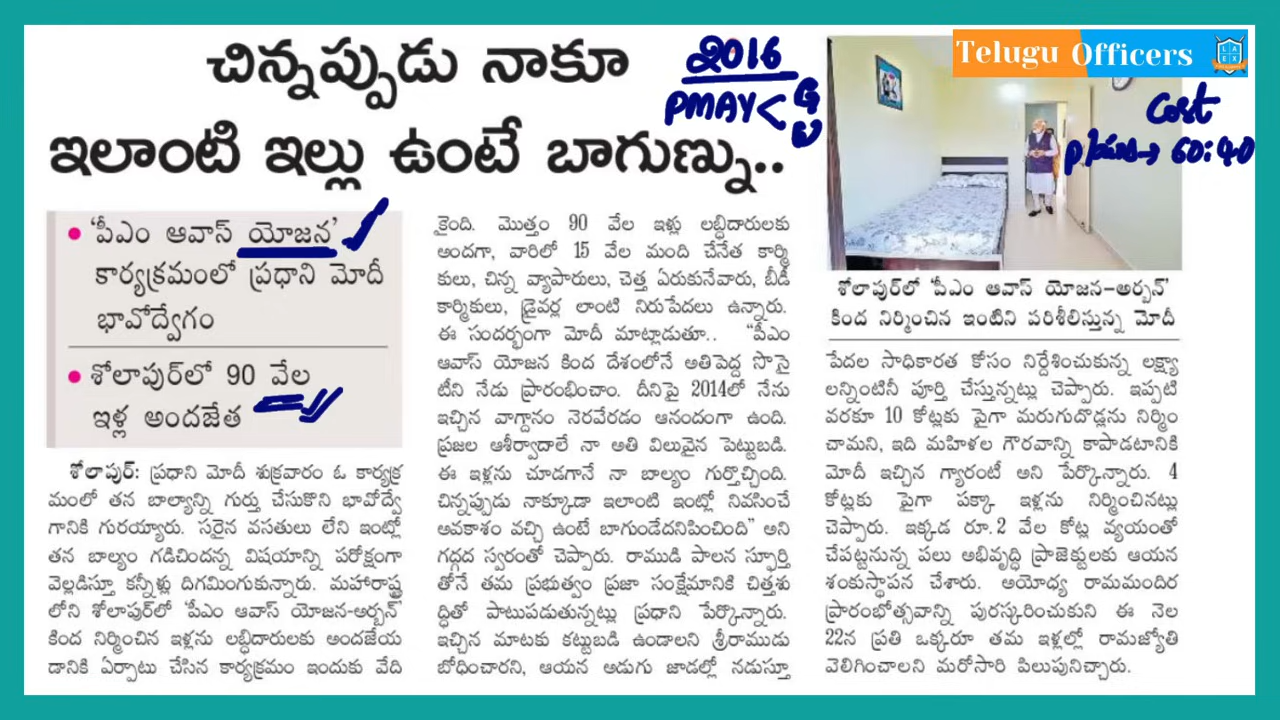 Telugu Officers
చిన్నప్పుడు నాకూ
ఇలాంటి ఇల్లు ఉంటే బాగుణ్ను..
2016
PMAY <
G
U
Cost
60:40
• ‘పీఎం ఆవాస్ యోజన’
కార్యక్రమంలో ప్రధాని మోదీ
భావోద్వేగం
• శోలాపుర్‌లో 90 వేల
ఇళ్ల అందజేత
శోలాపుర్: ప్రధాని మోదీ శుక్రవారం ఓ కార్యక్ర
మంలో తన బాల్యాన్ని గుర్తు చేసుకొని భావోద్వే
గానికి గురయ్యారు. సరైన వసతులు లేని ఇంట్లో
తన బాల్యం గడిచిందన్న విషయాన్ని పరోక్షంగా
వెల్లడిస్తూ కన్నీళ్లు దిగమింగుకున్నారు. మహారాష్ట్ర
లోని శోలాపుర్‌లో ‘పీఎం ఆవాస్ యోజన-అర్బన్’
కింద నిర్మించిన ఇళ్లను లబ్ధిదారులకు అందజేయ
డానికి ఏర్పాటు చేసిన కార్యక్రమం ఇందుకు వేది
కైంది. మొత్తం 90 వేల ఇళ్లు లబ్ధిదారులకు
అందగా, వారిలో 15 వేల మంది చేనేత కార్మి
కులు, చిన్న వ్యాపారులు, చెత్త ఏరుకునేవారు, బీడీ
కార్మికులు, డ్రైవర్ల లాంటి నిరుపేదలు ఉన్నారు.
ఈ సందర్భంగా మోదీ మాట్లాడుతూ.. “పీఎం
ఆవాస్ యోజన కింద దేశంలోనే అతిపెద్ద సొసై
టీని నేడు ప్రారంభించాం. దీనిపై 2014లో నేను
ఇచ్చిన వాగ్దానం నెరవేరడం ఆనందంగా ఉంది.
ప్రజల ఆశీర్వాదాలే నా అతి విలువైన పెట్టుబడి.
ఈ ఇళ్లను చూడగానే నా బాల్యం గుర్తొచ్చింది.
చిన్నప్పుడు నాక్కూడా ఇలాంటి ఇంట్లో నివసించే
అవకాశం వచ్చి ఉంటే బాగుండేదనిపించింది” అని
గద్గద స్వరంతో చెప్పారు. రాముడి పాలన స్ఫూర్తి
తోనే తమ ప్రభుత్వం ప్రజా సంక్షేమానికి చిత్తశు
ద్ధితో పాటుపడుతున్నట్లు ప్రధాని పేర్కొన్నారు.
ఇచ్చిన మాటకు కట్టుబడి ఉండాలని శ్రీరాముడు
బోధించారని, ఆయన అడుగు జాడల్లో నడుస్తూ
శోలాపుర్‌లో ‘పీఎం ఆవాస్ యోజన-అర్బన్’
కింద నిర్మించిన ఇంటిని పరిశీలిస్తున్న మోదీ
పేదల సాధికారత కోసం నిర్దేశించుకున్న లక్ష్యా
లన్నింటినీ పూర్తి చేస్తున్నట్లు చెప్పారు. ఇప్పటి
వరకూ 10 కోట్లకు పైగా మరుగుదొడ్లను నిర్మిం
చామని, ఇది మహిళల గౌరవాన్ని కాపాడటానికి
మోదీ ఇచ్చిన గ్యారంటీ అని పేర్కొన్నారు. 4
కోట్లకు పైగా పక్కా ఇళ్లను నిర్మించినట్లు
చెప్పారు. ఇక్కడ రూ.2 వేల కోట్ల వ్యయంతో
చేపట్టనున్న పలు అభివృద్ధి ప్రాజెక్టులకు ఆయన
శంకుస్థాపన చేశారు. అయోధ్య రామమందిర
ప్రారంభోత్సవాన్ని పురస్కరించుకుని ఈ నెల
22న ప్రతి ఒక్కరూ తమ ఇళ్లల్లో రామజ్యోతి
వెలిగించాలని మరోసారి పిలుపునిచ్చారు.